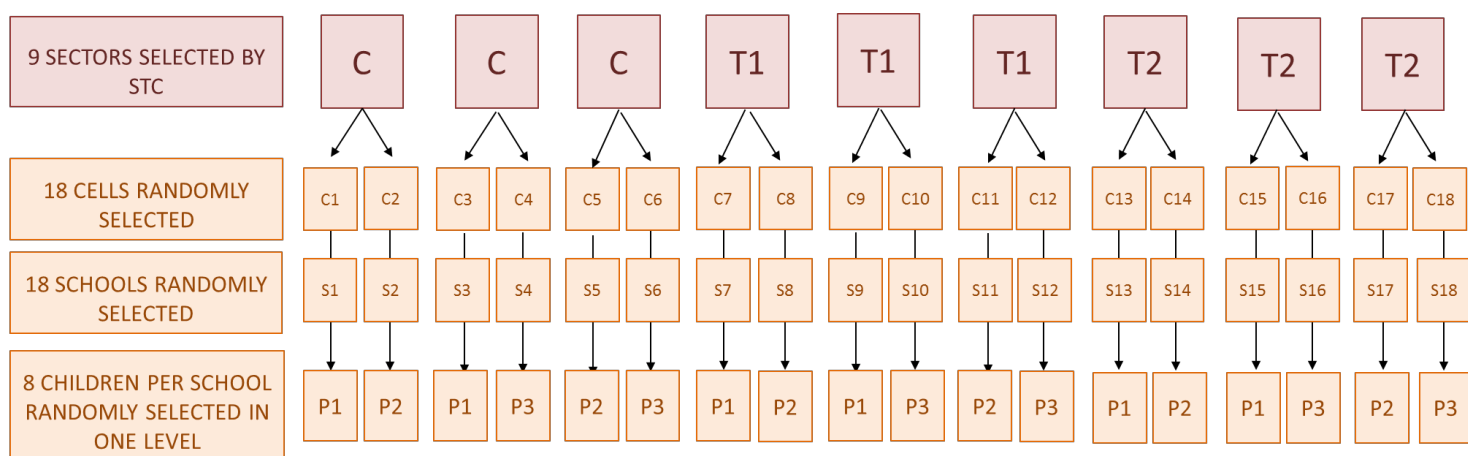 9 SECTORS SELECTED BY
STC
C C C T1 T1 T1 T2 T2 T2
18 CELLS RANDOMLY
SELECTED
C1 C2 C3 C4 C5 C6 C7 C8 C9 C10 C11 C12 C13 C14 C15 C16 C17 C18
18 SCHOOLS RANDOMLY
SELECTED
S1 S2 S3 S4 S5 S6 S7 S8 S9 S10 S11 S12 S13 S14 S15 S16 S17 S18
8 CHILDREN PER SCHOOL
RANDOMLY SELECTED IN
ONE LEVEL
P1 P2 P1 P3 P2 P3 P1 P2 P1 P3 P2 P3 P1 P2 P1 P3 P2 P3